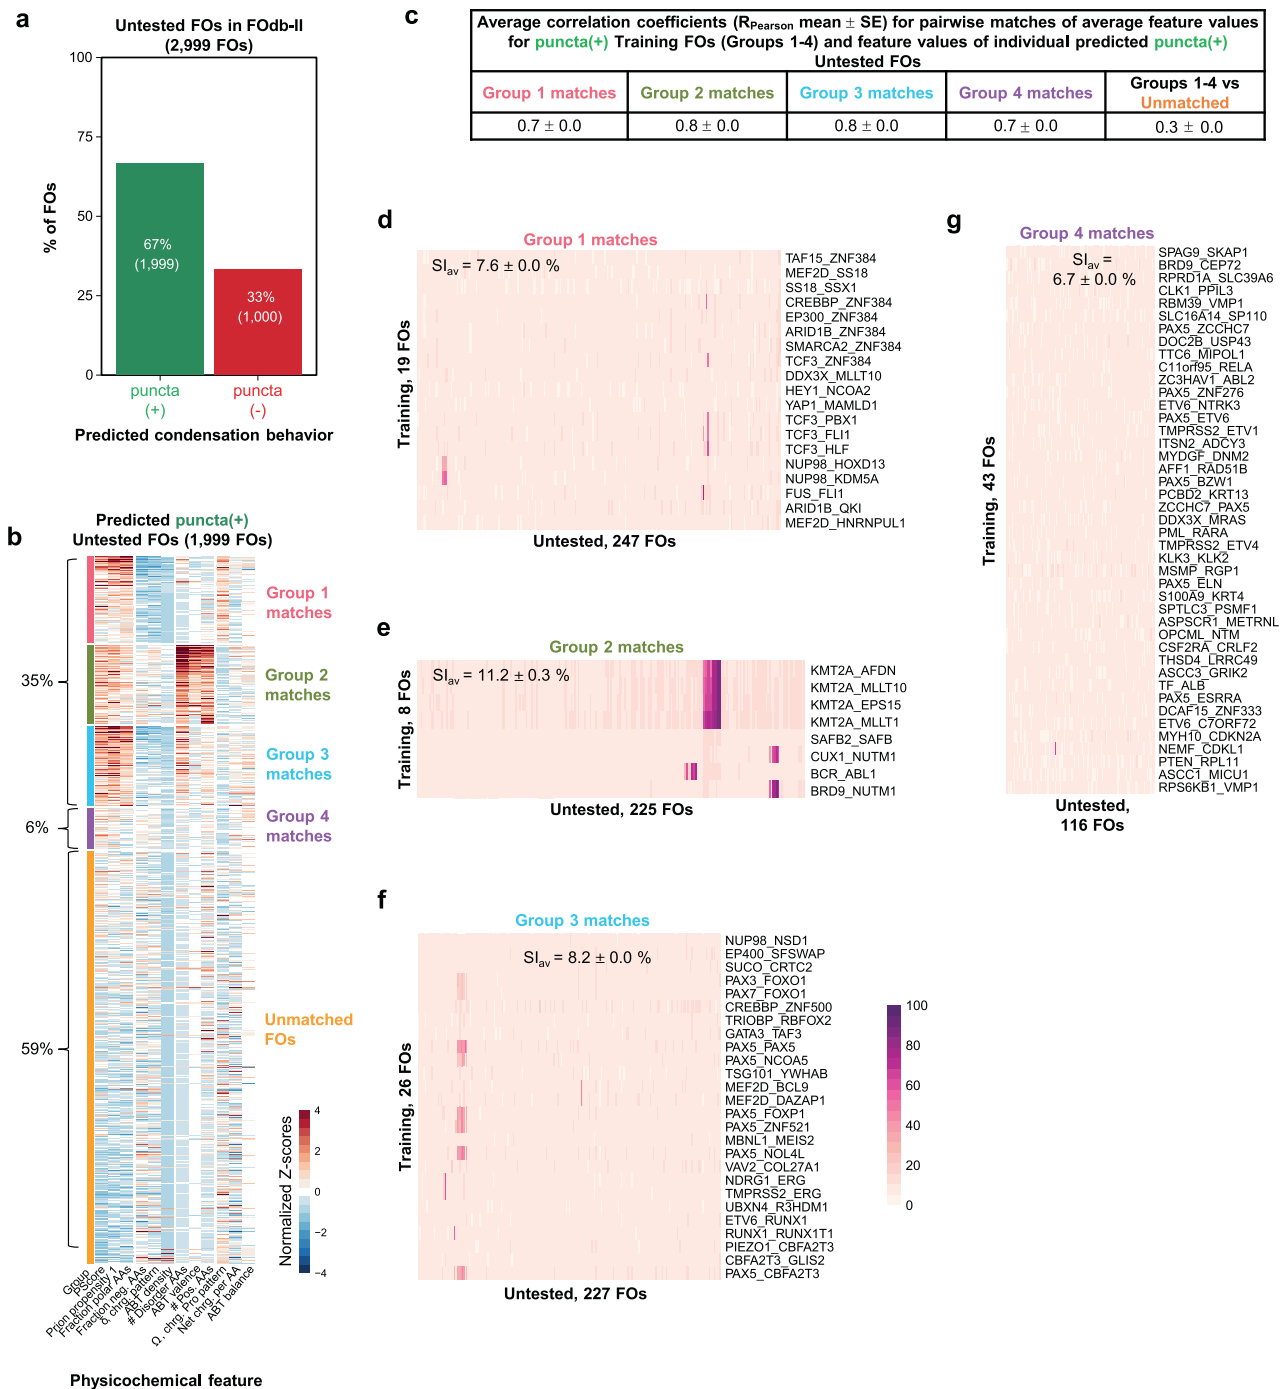 a
Untested FOs in FOdb-II
(2,999 FOs)
100
75
50
25
0
% of FOs
67%
(1,999)
33%
(1,000)
puncta
(+)
puncta
(-)
Predicted condensation behavior
b
Predicted puncta(+)
Untested FOs (1,999 FOs)
35%
6%
59%
Group 1
matches
Group 2
matches
Group 3
matches
Group 4
matches
Unmatched
FOs
Normalized Z-scores
4
2
0
−2
−4
Group
PScore
Prion propensity 1
Fraction polar AAs
Fraction neg. AAs
δ, chrg. pattern
ABT density
# Disorder AAs
ABT valence
# Pos. AAs
Ω, chrg. Pro pattern
Net chrg. per AA
ABT balance
Physicochemical feature
c
Average correlation coefficients (RPearson mean ± SE) for pairwise matches of average feature values
for puncta(+) Training FOs (Groups 1-4) and feature values of individual predicted puncta(+)
Untested FOs
Group 1 matches
Group 2 matches
Group 3 matches
Group 4 matches
Groups 1-4 vs
Unmatched
0.7 ± 0.0
0.8 ± 0.0
0.8 ± 0.0
0.7 ± 0.0
0.3 ± 0.0
d
Group 1 matches
SIav = 7.6 ± 0.0 %
Training, 19 FOs
TAF15_ZNF384
MEF2D_SS18
SS18_SSX1
CREBBP_ZNF384
EP300_ZNF384
ARID1B_ZNF384
SMARCA2_ZNF384
TCF3_ZNF384
DDX3X_MLLT10
HEY1_NCOA2
YAP1_MAMLD1
TCF3_PBX1
TCF3_FLI1
TCF3_HLF
NUP98_HOXD13
NUP98_KDM5A
FUS_FLI1
ARID1B_QKI
MEF2D_HNRNPUL1
Untested, 247 FOs
e
Group 2 matches
SIav = 11.2 ± 0.3 %
Training, 8 FOs
KMT2A_AFDN
KMT2A_MLLT10
KMT2A_EPS15
KMT2A_MLLT1
SAFB2_SAFB
CUX1_NUTM1
BCR_ABL1
BRD9_NUTM1
Untested, 225 FOs
f
Group 3 matches
SIav = 8.2 ± 0.0 %
Training, 26 FOs
NUP98_NSD1
EP400_SFSWAP
SUCO_CRTC2
PAX3_FOXO1
PAX7_FOXO1
CREBBP_ZNF500
TRIOBP_RBFOX2
GATA3_TAF3
PAX5_PAX5
PAX5_NCOA5
TSG101_YWHAB
MEF2D_BCL9
MEF2D_DAZAP1
PAX5_FOXP1
PAX5_ZNF521
MBNL1_MEIS2
PAX5_NOL4L
VAV2_COL27A1
NDRG1_ERG
TMPRSS2_ERG
UBXN4_R3HDM1
ETV6_RUNX1
RUNX1_RUNX1T1
PIEZO1_CBFA2T3
CBFA2T3_GLIS2
PAX5_CBFA2T3
Untested, 227 FOs
100
80
60
40
20
0
g
Group 4 matches
SIav =
6.7 ± 0.0 %
Training, 43 FOs
SPAG9_SKAP1
BRD9_CEP72
RPRD1A_SLC39A6
CLK1_PPIL3
RBM39_VMP1
SLC16A14_SP110
PAX5_ZCCHC7
DOC2B_USP43
TTC6_MIPOL1
C11orf95_RELA
ZC3HAV1_ABL2
PAX5_ZNF276
ETV6_NTRK3
PAX5_ETV6
TMPRSS2_ETV1
ITSN2_ADCY3
MYDGF_DNM2
AFF1_RAD51B
PAX5_BZW1
PCBD2_KRT13
ZCCHC7_PAX5
DDX3X_MRAS
PML_RARA
TMPRSS2_ETV4
KLK3_KLK2
MSMP_RGP1
PAX5_ELN
S100A9_KRT4
SPTLC3_PSMF1
ASPSCR1_METRNL
OPCML_NTM
CSF2RA_CRLF2
THSD4_LRRC49
ASCC3_GRIK2
TF_ALB
PAX5_ESRRA
DCAF15_ZNF333
ETV6_C7ORF72
MYH10_CDKN2A
NEMF_CDKL1
PTEN_RPL11
ASCC1_MICU1
RPS6KB1_VMP1
Untested,
116 FOs